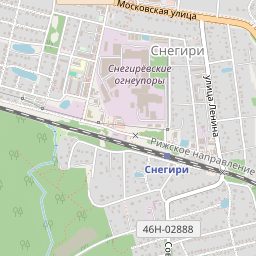 Московская улица
Снегири
Снегирёвские
огнеупоры
улица Ленина
Рижское направление
Снегири
46Н-02888